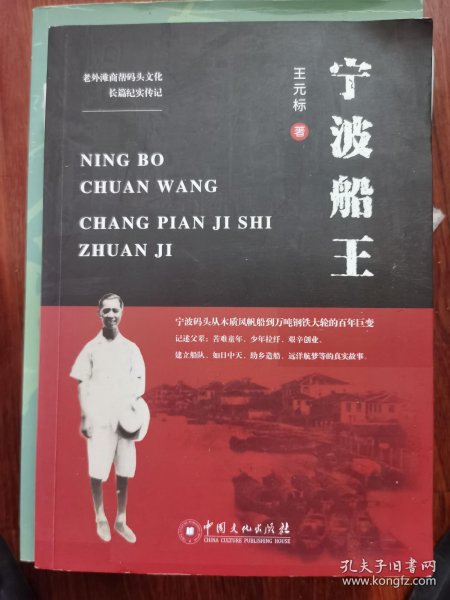 老外滩商帮码头文化
长篇纪实传记
王元标
著
宁波船王
NING BO
CHUAN WANG
CHANG PIAN JI SHI
ZHUAN JI
宁波码头从木质风帆船到万吨钢铁大轮的百年巨变
记述父辈：苦难童年、少年拉纤、艰辛创业、
建立船队、如日中天、助乡造船、远洋航梦等的真实故事。
中国文化出版社
CHINA CULTURE PUBLISHING HOUSE
孔夫子旧书网
www.kongfz.com